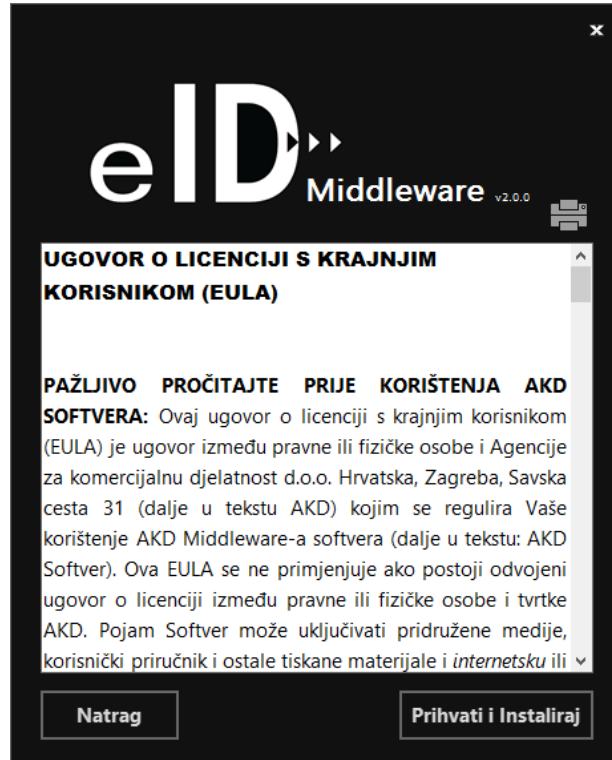 x
eID
Middleware v2.0.0
UGOVOR O LICENCIJI S KRAJNJIM
KORISNIKOM (EULA)
PAŽLJIVO PROČITAJTE PRIJE KORIŠTENJA AKD
SOFTVERA: Ovaj ugovor o licenciji s krajnjim korisnikom
(EULA) je ugovor između pravne ili fizičke osobe i Agencije
za komercijalnu djelatnost d.o.o. Hrvatska, Zagreba, Savska
cesta 31 (dalje u tekstu AKD) kojim se regulira Vaše
korištenje AKD Middleware-a softvera (dalje u tekstu: AKD
Softver). Ova EULA se ne primjenjuje ako postoji odvojeni
ugovor o licenciji između pravne ili fizičke osobe i tvrtke
AKD. Pojam Softver može uključivati pridružene medije,
korisnički priručnik i ostale tiskane materijale i internetsku ili
Natrag
Prihvati i Instaliraj